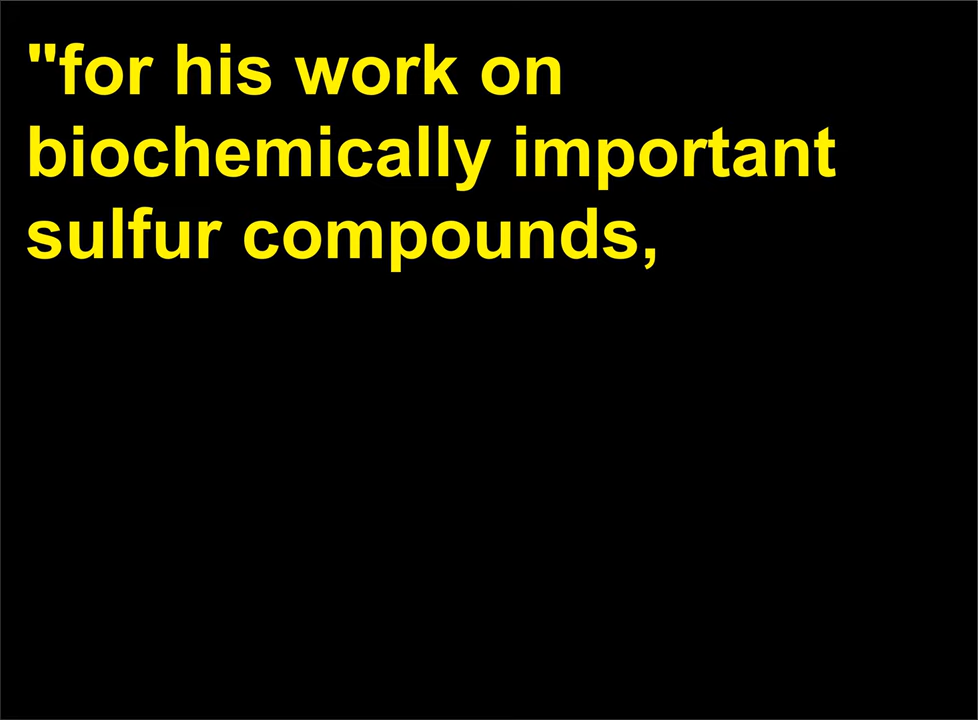 "for his work on
biochemically important
sulfur compounds,